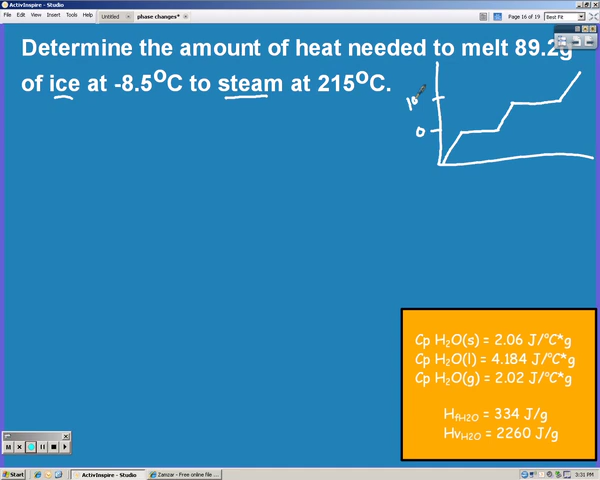 ActivInspire - Studio
File Edit View Insert Tools Help
Untitled phase changes* Page 16 of 19 Best Fit
Determine the amount of heat needed to melt 89.2g
of ice at -8.5°C to steam at 215°C.
10
0
Cp H₂O(s) = 2.06 J/°C*g
Cp H₂O(l) = 4.184 J/°C*g
Cp H₂O(g) = 2.02 J/°C*g
HfH2O = 334 J/g
HvH2O = 2260 J/g
M
Start ActivInspire - Studio Zamzar - Free online file ... 3:31 PM